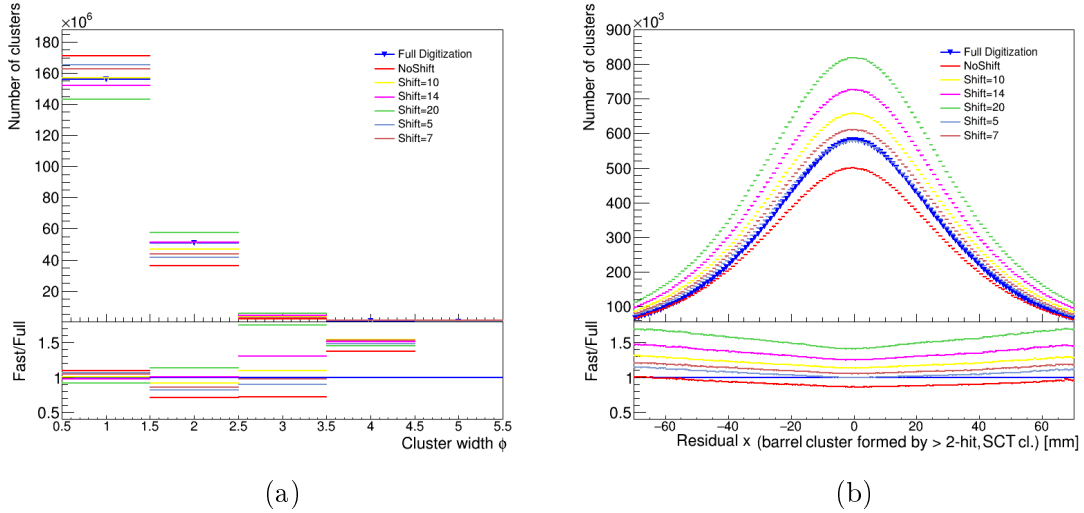 ×10⁶
Number of clusters
180
160
140
120
100
80
60
40
20
Full Digitization
NoShift
Shift=10
Shift=14
Shift=20
Shift=5
Shift=7
Fast/Full
1.5
1
0.5
0.5 1 1.5 2 2.5 3 3.5 4 4.5 5 5.5
Cluster width ϕ
(a)
×10³
Number of clusters
900
800
700
600
500
400
300
200
100
Full Digitization
NoShift
Shift=10
Shift=14
Shift=20
Shift=5
Shift=7
Fast/Full
1.5
1
0.5
−60 −40 −20 0 20 40 60
Residual x (barrel cluster formed by > 2-hit, SCT cl.) [mm]
(b)